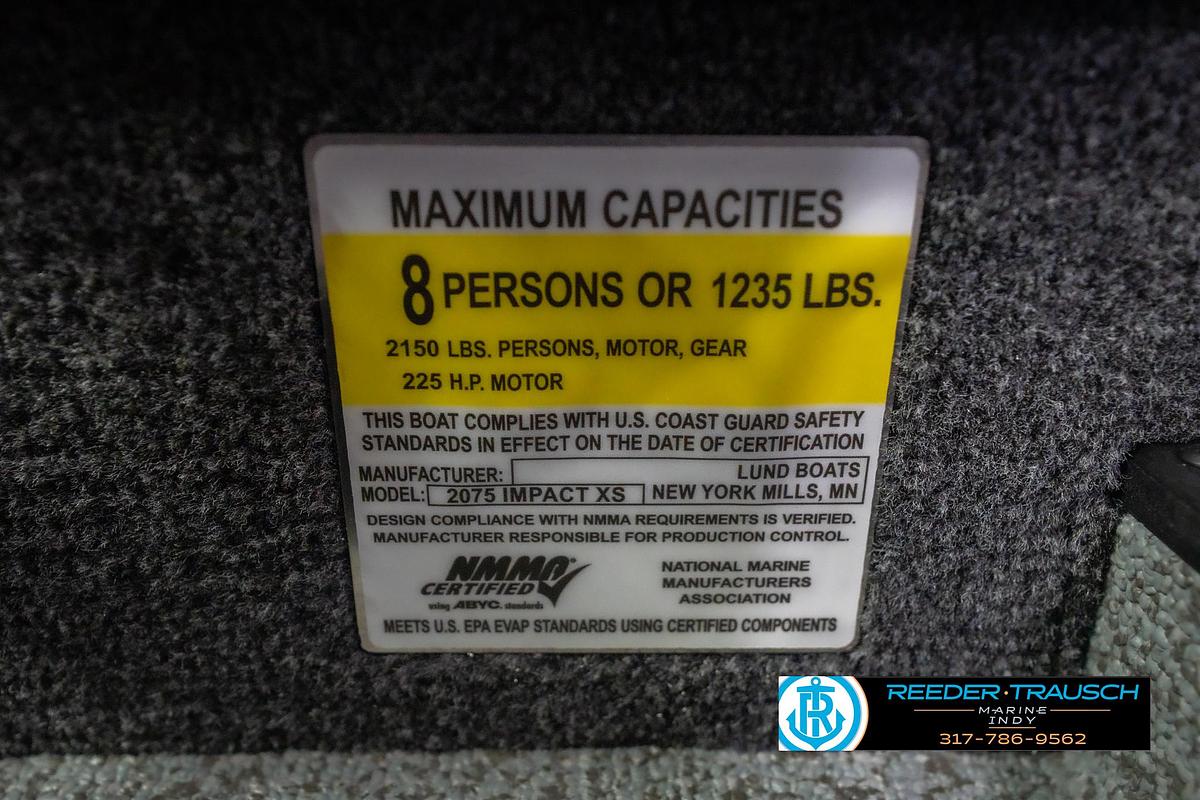 MAXIMUM CAPACITIES
8 PERSONS OR 1235 LBS.
2150 LBS. PERSONS, MOTOR, GEAR
225 H.P. MOTOR
THIS BOAT COMPLIES WITH U.S. COAST GUARD SAFETY
STANDARDS IN EFFECT ON THE DATE OF CERTIFICATION
MANUFACTURER: LUND BOATS
MODEL: 2075 IMPACT XS NEW YORK MILLS, MN
DESIGN COMPLIANCE WITH NMMA REQUIREMENTS IS VERIFIED.
MANUFACTURER RESPONSIBLE FOR PRODUCTION CONTROL.
NMMA®
CERTIFIED
using ABYC. standards
NATIONAL MARINE
MANUFACTURERS
ASSOCIATION
MEETS U.S. EPA EVAP STANDARDS USING CERTIFIED COMPONENTS
RT
REEDER·TRAUSCH
MARINE
INDY
317-786-9562